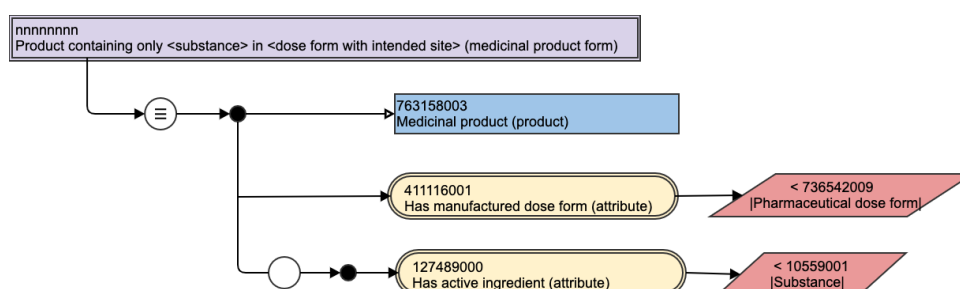 nnnnnnnn
Product containing only <substance> in <dose form with intended site> (medicinal product form)
763158003
Medicinal product (product)
411116001
Has manufactured dose form (attribute)
< 736542009
|Pharmaceutical dose form|
127489000
Has active ingredient (attribute)
< 10559001
|Substance|